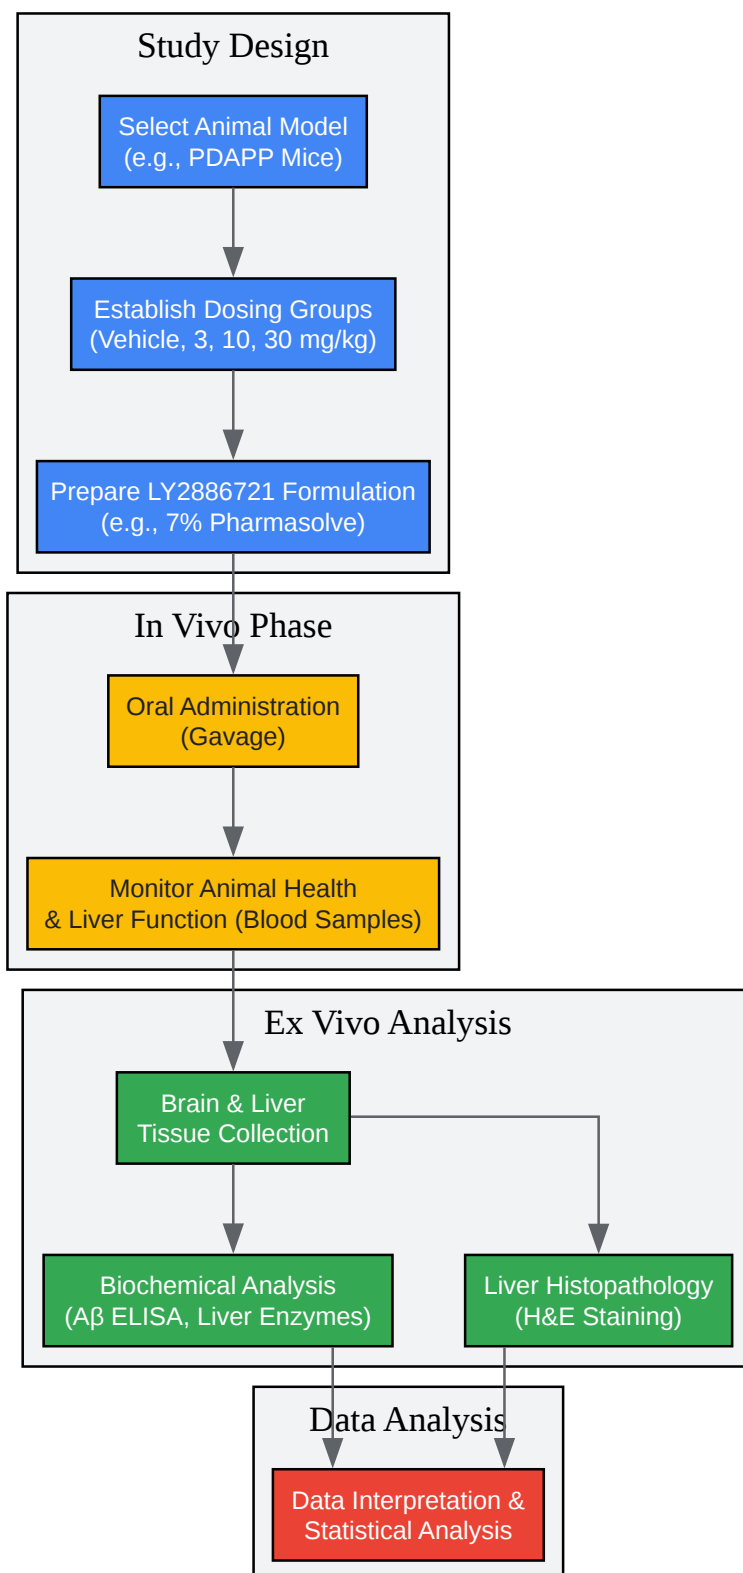 Study Design
Select Animal Model
(e.g., PDAPP Mice)
Establish Dosing Groups
(Vehicle, 3, 10, 30 mg/kg)
Prepare LY2886721 Formulation
(e.g., 7% Pharmasolve)
In Vivo Phase
Oral Administration
(Gavage)
Monitor Animal Health
& Liver Function (Blood Samples)
Ex Vivo Analysis
Brain & Liver
Tissue Collection
Biochemical Analysis
(Aβ ELISA, Liver Enzymes)
Liver Histopathology
(H&E Staining)
Data Analysis
Data Interpretation &
Statistical Analysis